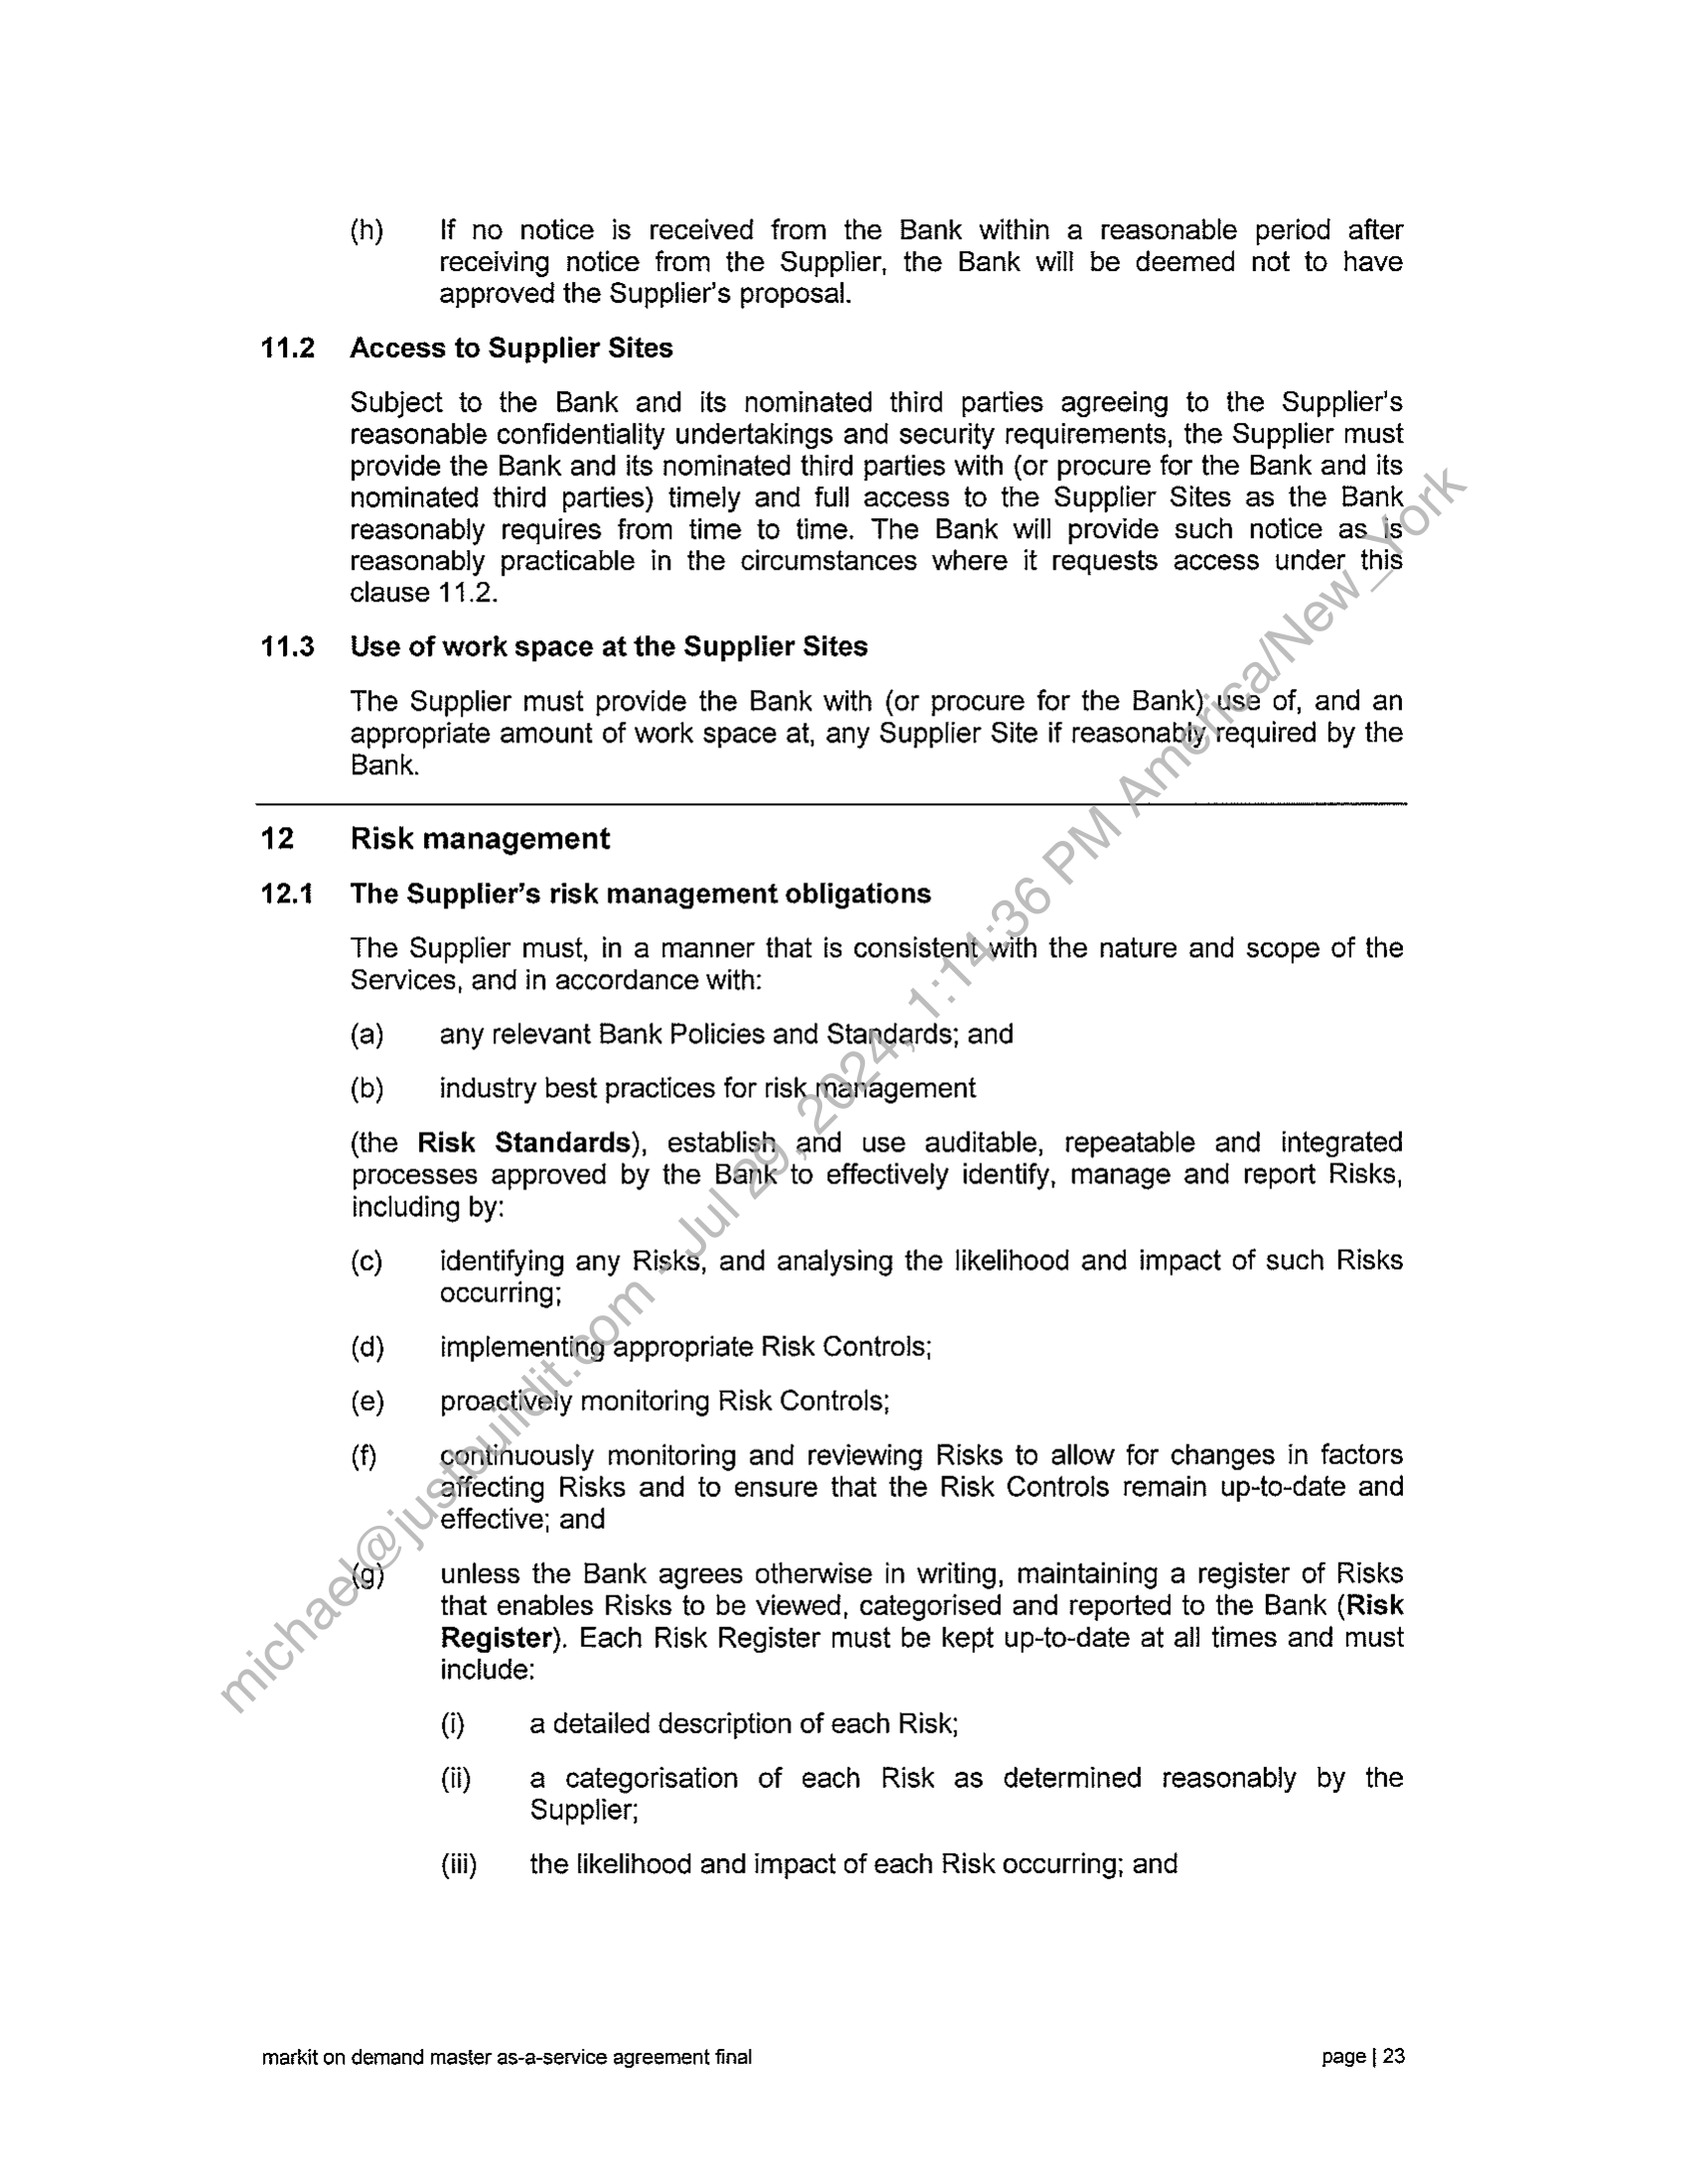 (h) If no notice is received from the Bank within a reasonable period after
receiving notice from the Supplier, the Bank will be deemed not to have
approved the Supplier's proposal.
11.2 Access to Supplier Sites
Subject to the Bank and its nominated third parties agreeing to the Supplier's
reasonable confidentiality undertakings and security requirements, the Supplier must
provide the Bank and its nominated third parties with (or procure for the Bank and its
nominated third parties) timely and full access to the Supplier Sites as the Bank
reasonably requires from time to time. The Bank will provide such notice as is
reasonably practicable in the circumstances where it requests access under this
clause 11.2.
11.3 Use of work space at the Supplier Sites
The Supplier must provide the Bank with (or procure for the Bank) use of, and an
appropriate amount of work space at, any Supplier Site if reasonably required by the
Bank.
12 Risk management
12.1 The Supplier's risk management obligations
The Supplier must, in a manner that is consistent with the nature and scope of the
Services, and in accordance with:
(a) any relevant Bank Policies and Standards; and
(b) industry best practices for risk management
(the Risk Standards), establish and use auditable, repeatable and integrated
processes approved by the Bank to effectively identify, manage and report Risks,
including by:
(c) identifying any Risks, and analysing the likelihood and impact of such Risks
occurring;
(d) implementing appropriate Risk Controls;
(e) proactively monitoring Risk Controls;
(f) continuously monitoring and reviewing Risks to allow for changes in factors
affecting Risks and to ensure that the Risk Controls remain up-to-date and
effective; and
(g) unless the Bank agrees otherwise in writing, maintaining a register of Risks
that enables Risks to be viewed, categorised and reported to the Bank (Risk
Register). Each Risk Register must be kept up-to-date at all times and must
include:
(i) a detailed description of each Risk;
(ii) a categorisation of each Risk as determined reasonably by the
Supplier;
(iii) the likelihood and impact of each Risk occurring; and
markit on demand master as-a-service agreement final page | 23
michael@justbuildit.com - Jul 29, 2024, 1:14:36 PM America/New_York